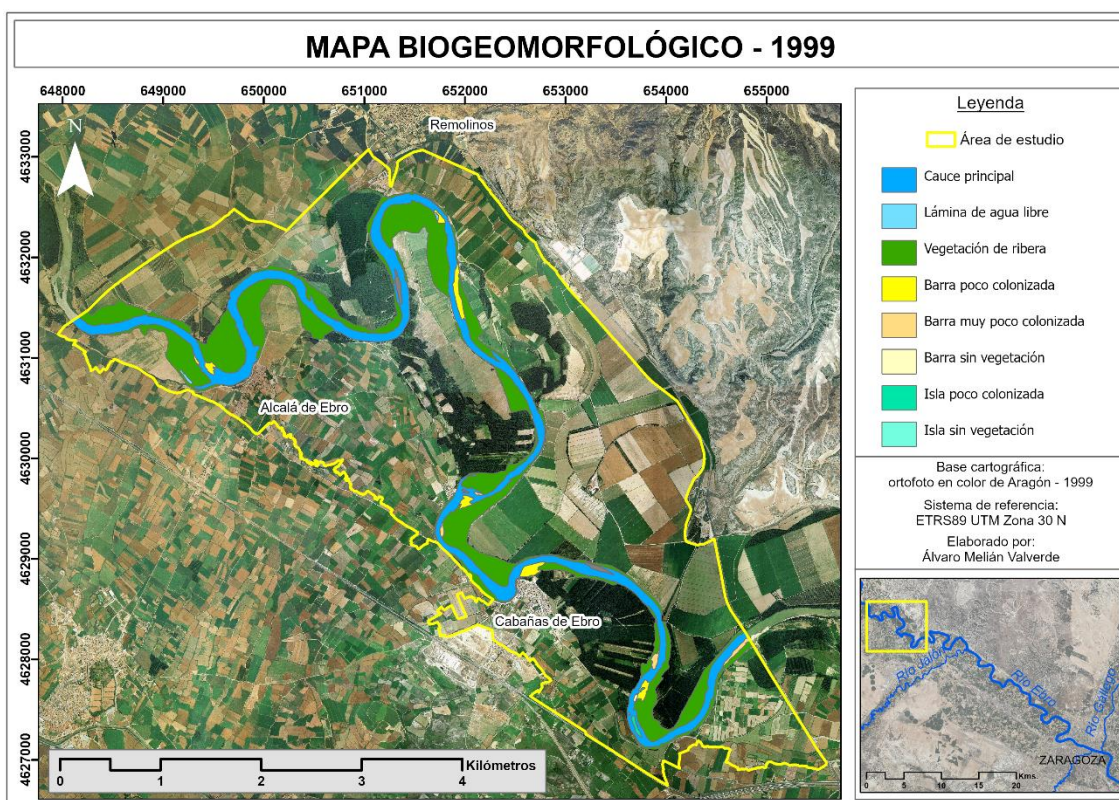 MAPA BIOGEOMORFOLÓGICO - 1999
648000 649000 650000 651000 652000 653000 654000 655000
N
4633000
4632000
4631000
4630000
4629000
4628000
4627000
Remolinos
Alcalá de Ebro
Cabañas de Ebro
Kilómetros
0 1 2 3 4
Leyenda
Área de estudio
Cauce principal
Lámina de agua libre
Vegetación de ribera
Barra poco colonizada
Barra muy poco colonizada
Barra sin vegetación
Isla poco colonizada
Isla sin vegetación
Base cartográfica:
ortofoto en color de Aragón - 1999
Sistema de referencia:
ETRS89 UTM Zona 30 N
Elaborado por:
Álvaro Melián Valverde
Río Jalón
Río Ebro
Río Gállego
ZARAGOZA
0 5 10 20
Kms